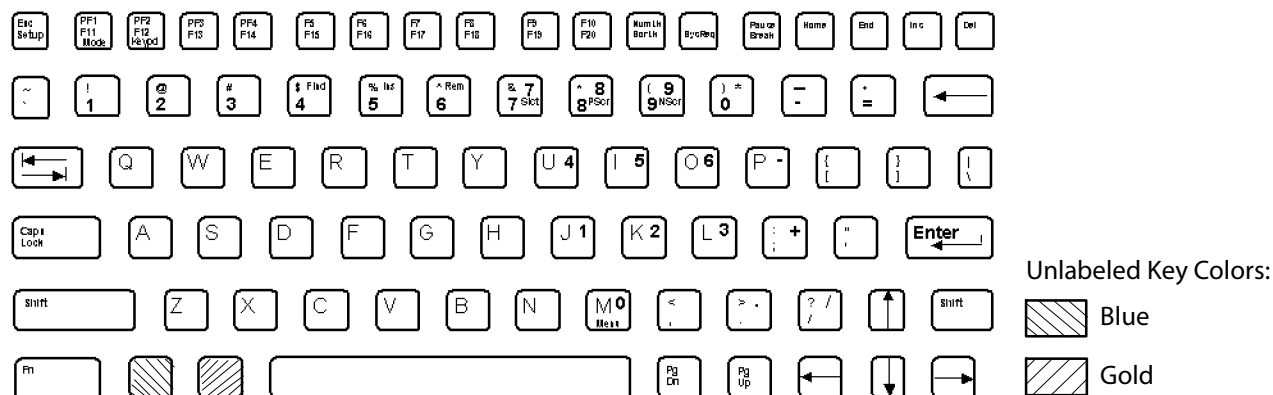 Esc PF1 PF2 PF3 PF4 F5 F6 F7 F8 F9 F10 Num Lk Pause Home End Ins Del
Setup F11 F12 F13 F14 F15 F16 F17 F18 F19 F20 Scr Lk SysReq Break
Mode Keypd
~ ! @ # $ Find % Ins ^ Rem & 7 * 8 ( 9 ) * _ +
` 1 2 3 4 5 6 7 Slct 8 PScr 9 NScr 0 - =
Q W E R T Y U 4 I 5 O 6 P - { } |
[ ] \
Caps A S D F G H J 1 K 2 L 3 : + " Enter
Lock ; '
Unlabeled Key Colors:
Shift Z X C V B N M 0 < > . ? / Shift
Menu , . /
Blue
Fn Pg Pg
Dn Up
Gold